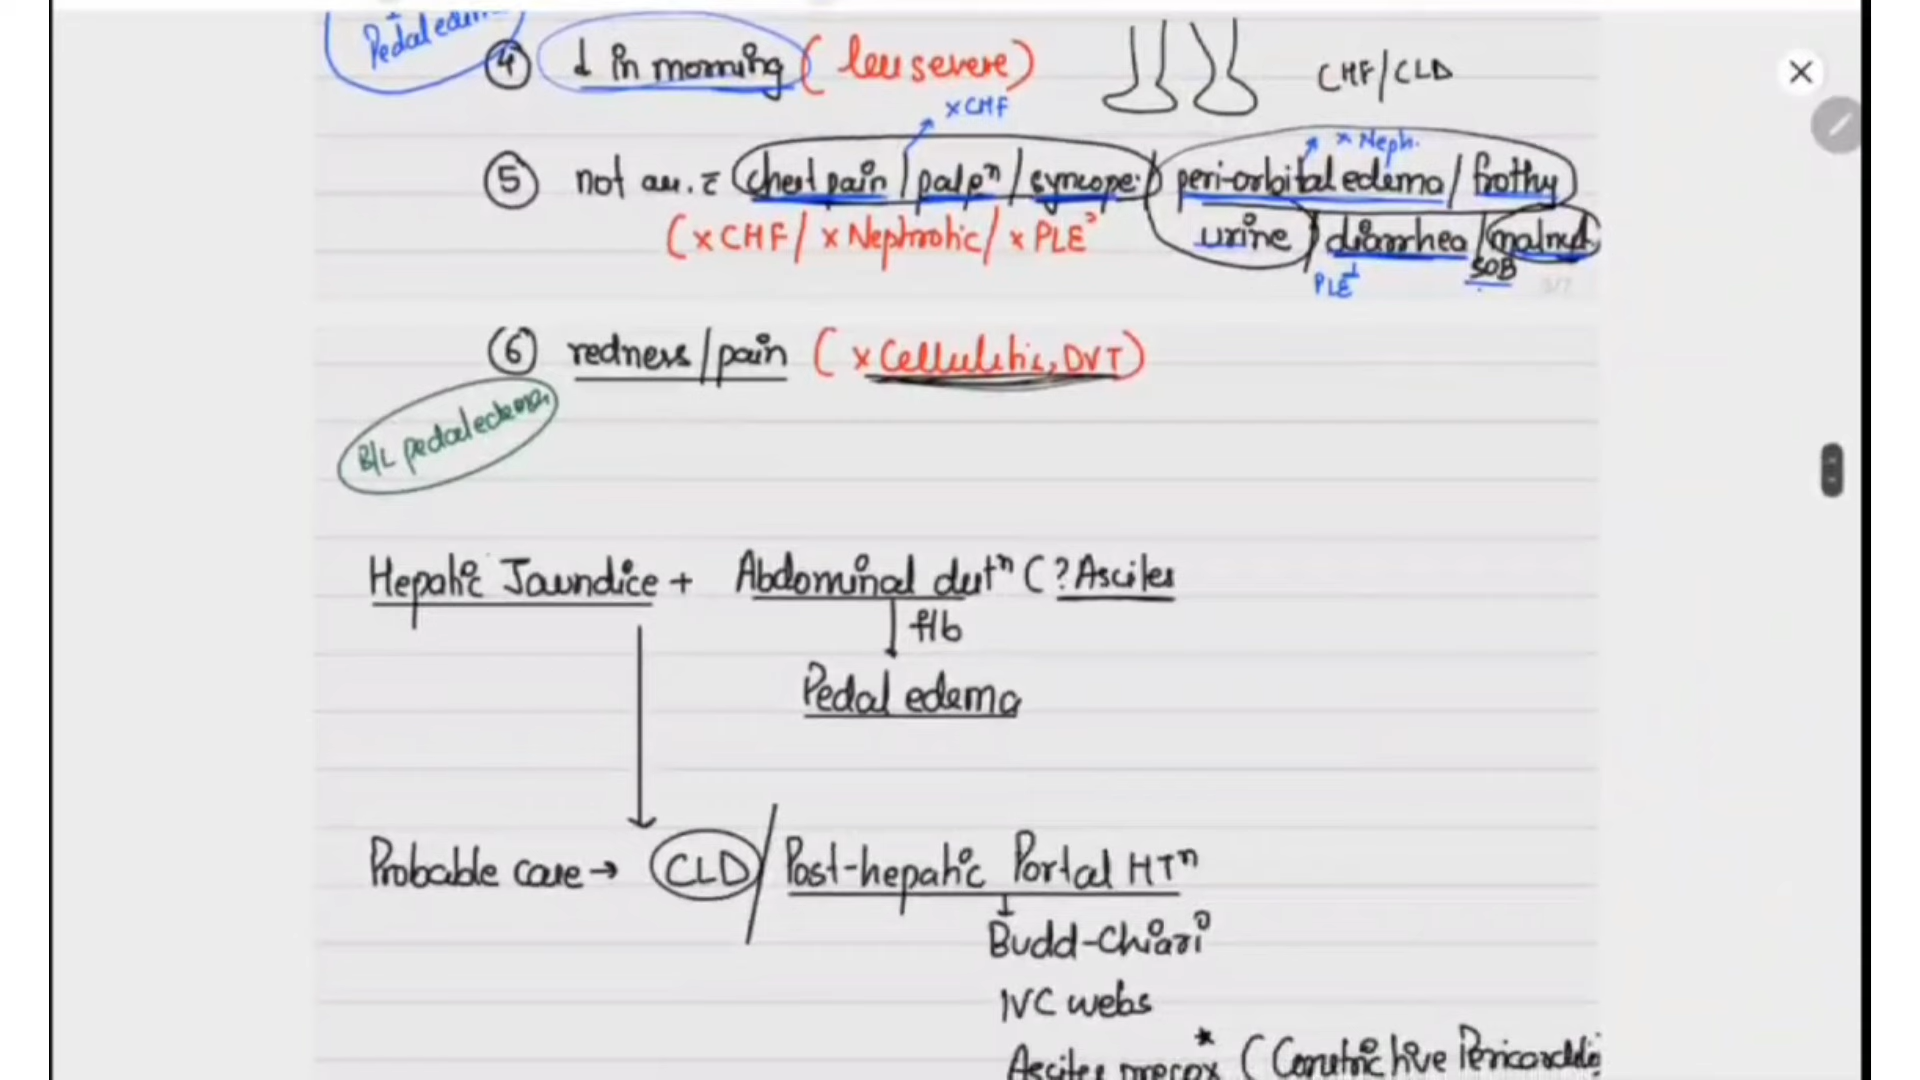 Pedal edem
④ ↓ in morning (less severe) CHF/CLD
x CHF
x Neph.
⑤ not ass. c̄ chest pain / palpⁿ / syncope / peri-orbital edema / frothy
(x CHF / x Nephrotic / x PLE) urine / diarrhea / malnut
SOB
PLE
⑥ redness/pain (x Cellulitis, DVT)
B/L pedal edema
Hepatic Jaundice + Abdominal distⁿ (? Ascites
↓ f/b
Pedal edema
Probable case → CLD / Post-hepatic Portal HTⁿ
↓
Budd-Chiari
IVC webs
* Ascites precox (Constrictive Pericarditis